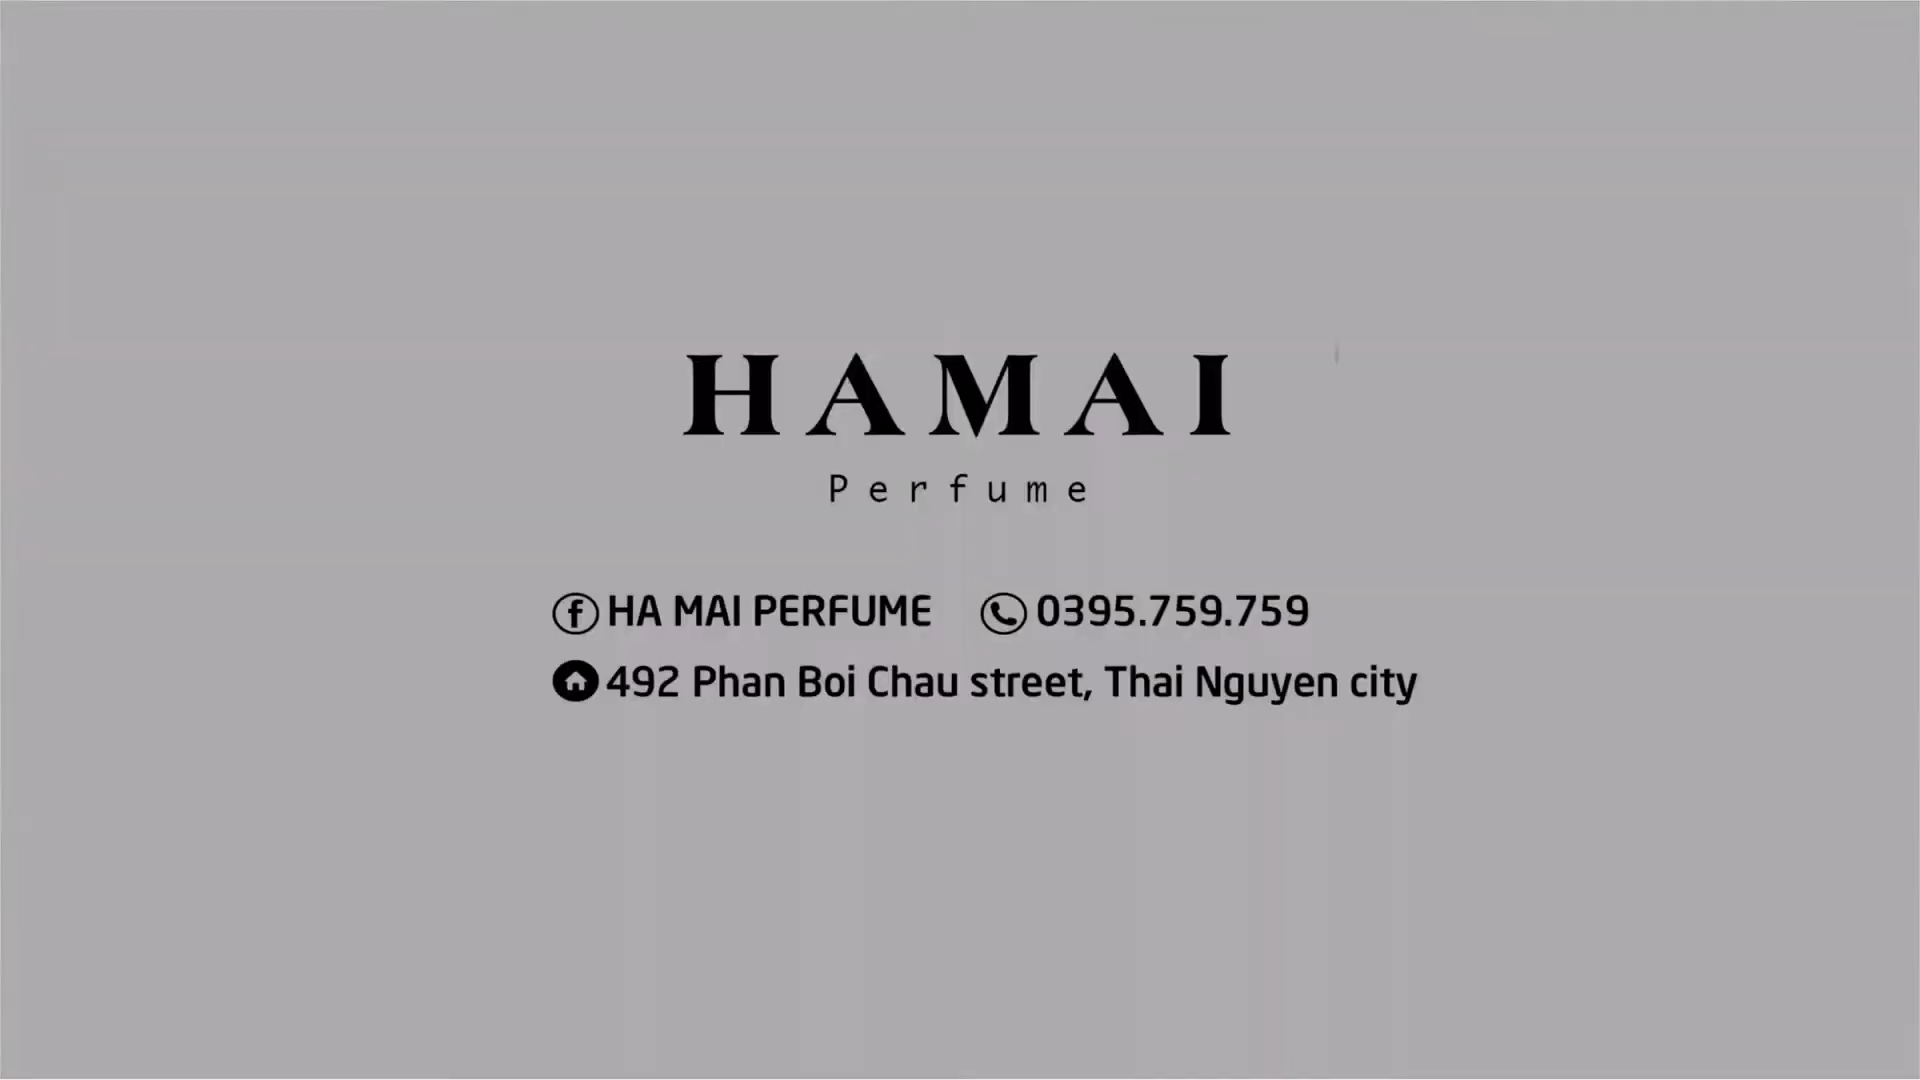 HAMAI
Perfume
HA MAI PERFUME 0395.759.759
492 Phan Boi Chau street, Thai Nguyen city